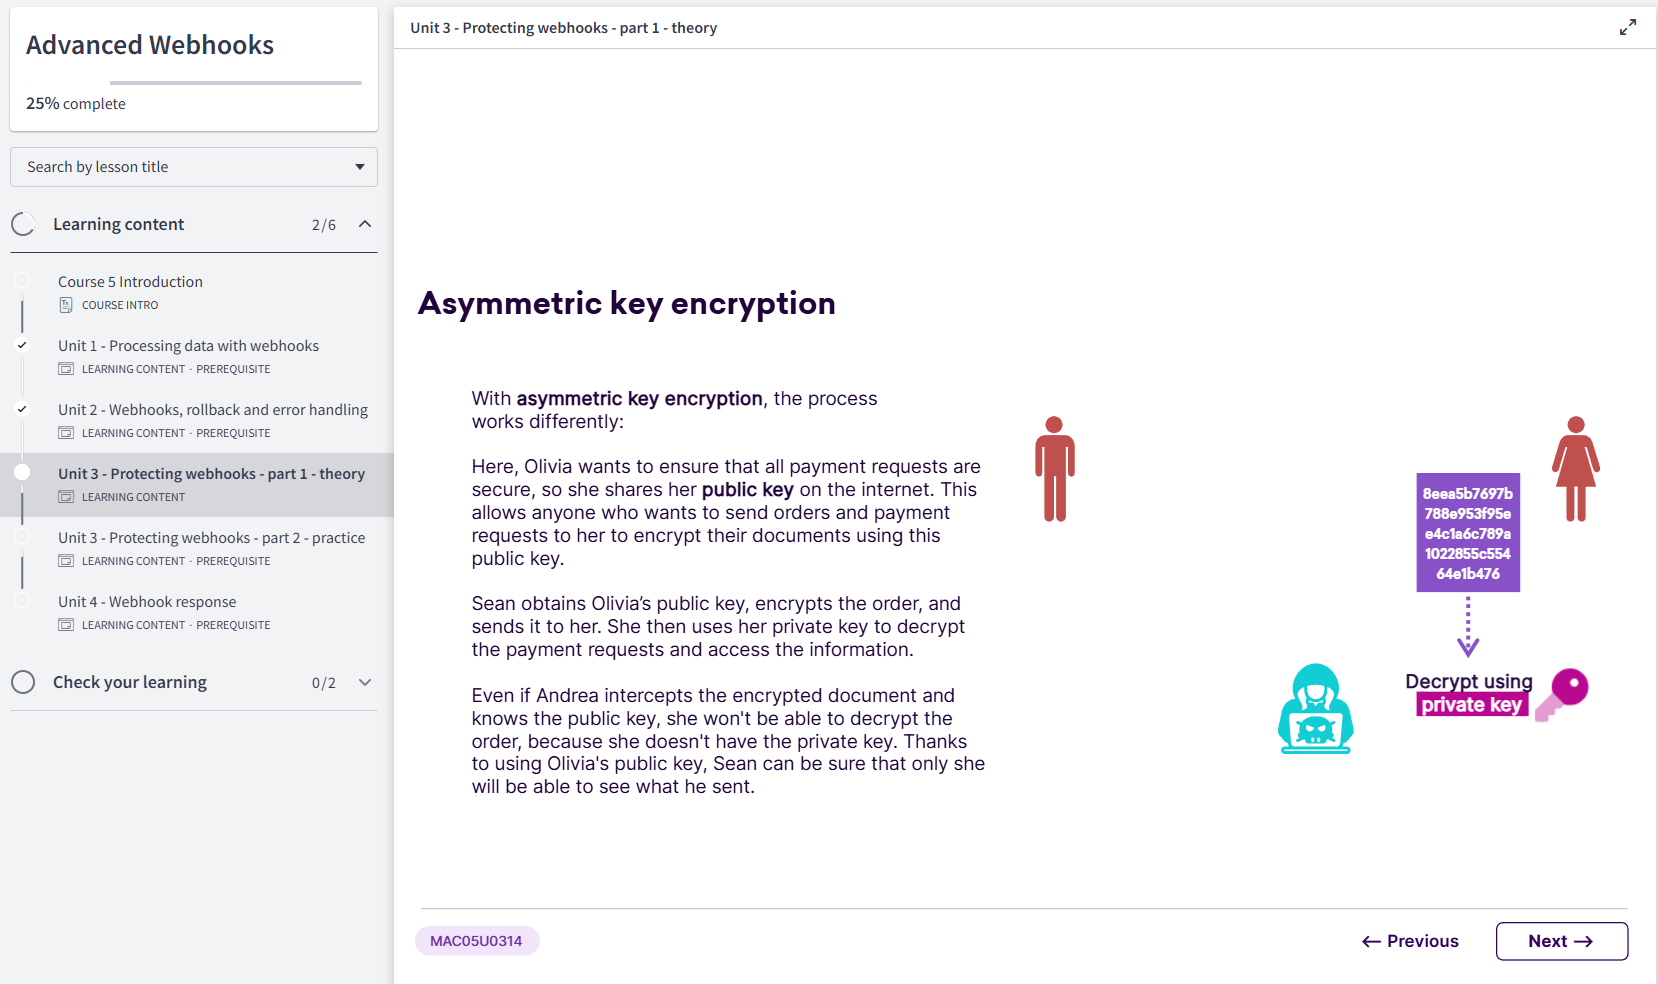 Advanced Webhooks
25% complete
Search by lesson title
Learning content 2/6
Course 5 Introduction
COURSE INTRO
Unit 1 - Processing data with webhooks
LEARNING CONTENT · PREREQUISITE
Unit 2 - Webhooks, rollback and error handling
LEARNING CONTENT · PREREQUISITE
Unit 3 - Protecting webhooks - part 1 - theory
LEARNING CONTENT
Unit 3 - Protecting webhooks - part 2 - practice
LEARNING CONTENT · PREREQUISITE
Unit 4 - Webhook response
LEARNING CONTENT · PREREQUISITE
Check your learning 0/2
Unit 3 - Protecting webhooks - part 1 - theory
Asymmetric key encryption
With asymmetric key encryption, the process
works differently:
Here, Olivia wants to ensure that all payment requests are
secure, so she shares her public key on the internet. This
allows anyone who wants to send orders and payment
requests to her to encrypt their documents using this
public key.
Sean obtains Olivia’s public key, encrypts the order, and
sends it to her. She then uses her private key to decrypt
the payment requests and access the information.
Even if Andrea intercepts the encrypted document and
knows the public key, she won't be able to decrypt the
order, because she doesn't have the private key. Thanks
to using Olivia's public key, Sean can be sure that only she
will be able to see what he sent.
8eea5b7697b
788e953f95e
e4c1a6c789a
1022855c554
64e1b476
Decrypt using
private key
MAC05U0314
← Previous
Next →